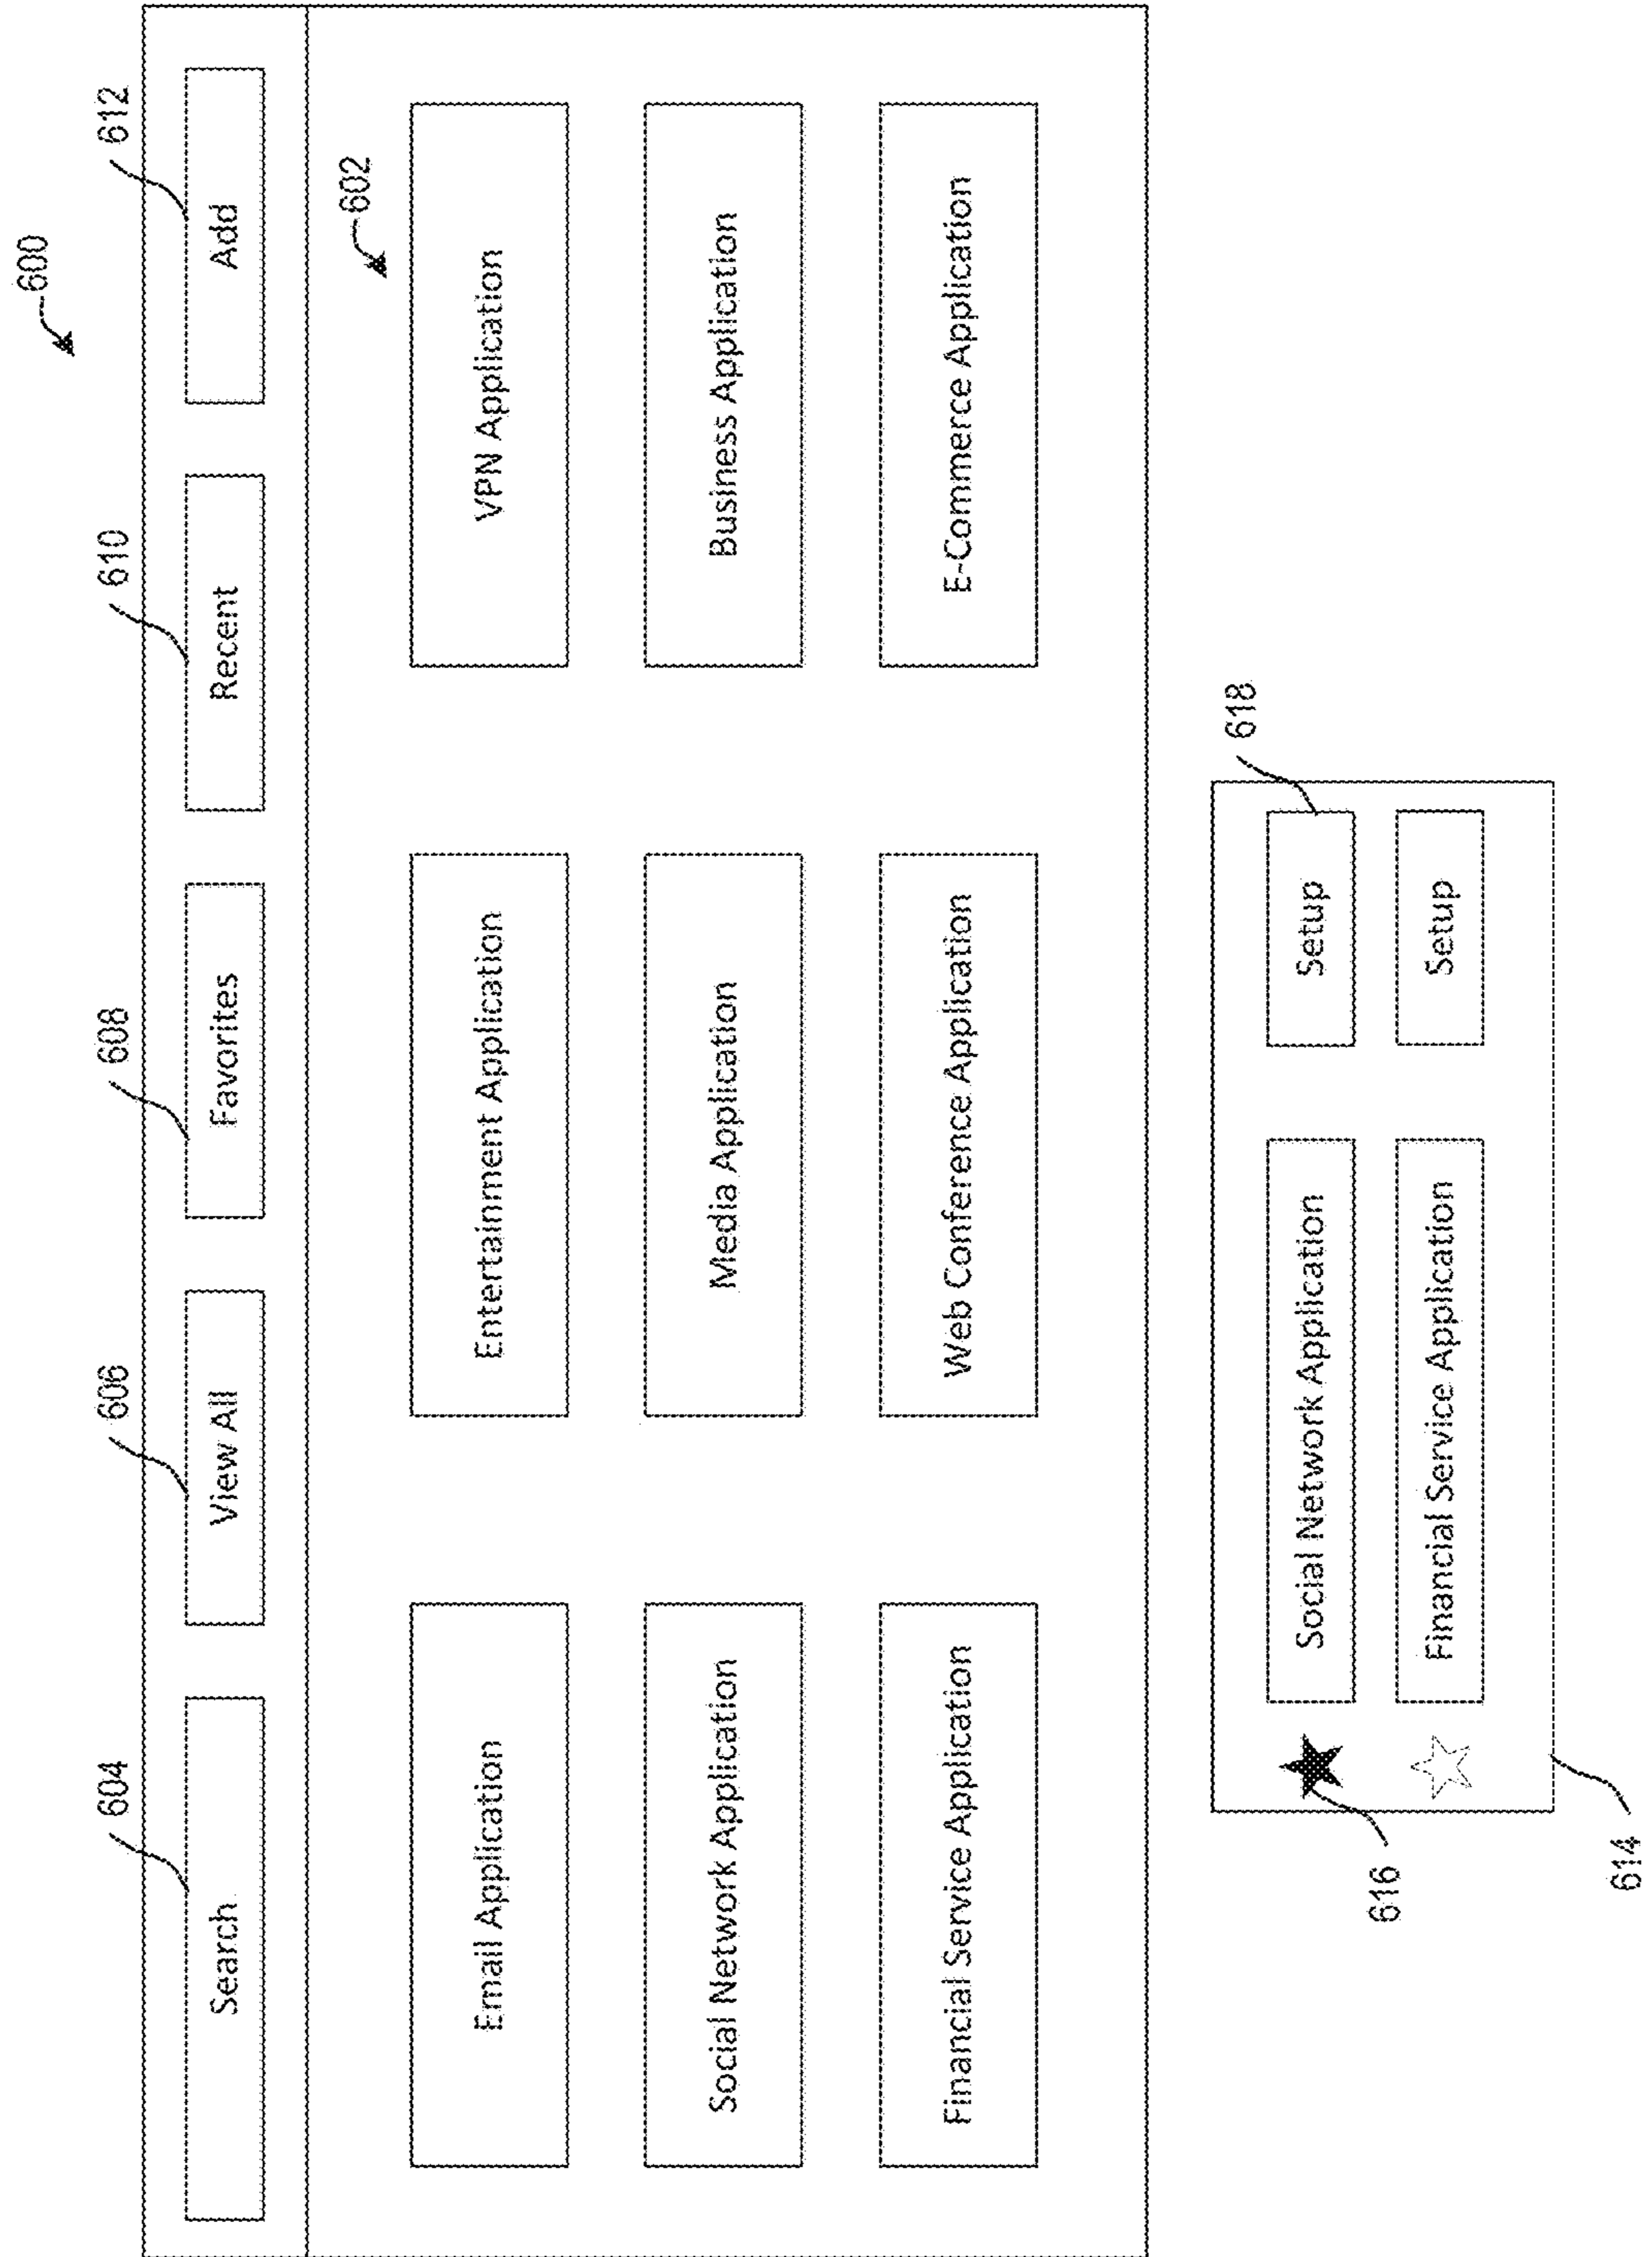 600
604
606
608
610
612
Search
View All
Favorites
Recent
Add
602
Email Application
Entertainment Application
VPN Application
Social Network Application
Media Application
Business Application
Financial Service Application
Web Conference Application
E-Commerce Application
618
Social Network Application
Setup
616
Financial Service Application
Setup
614